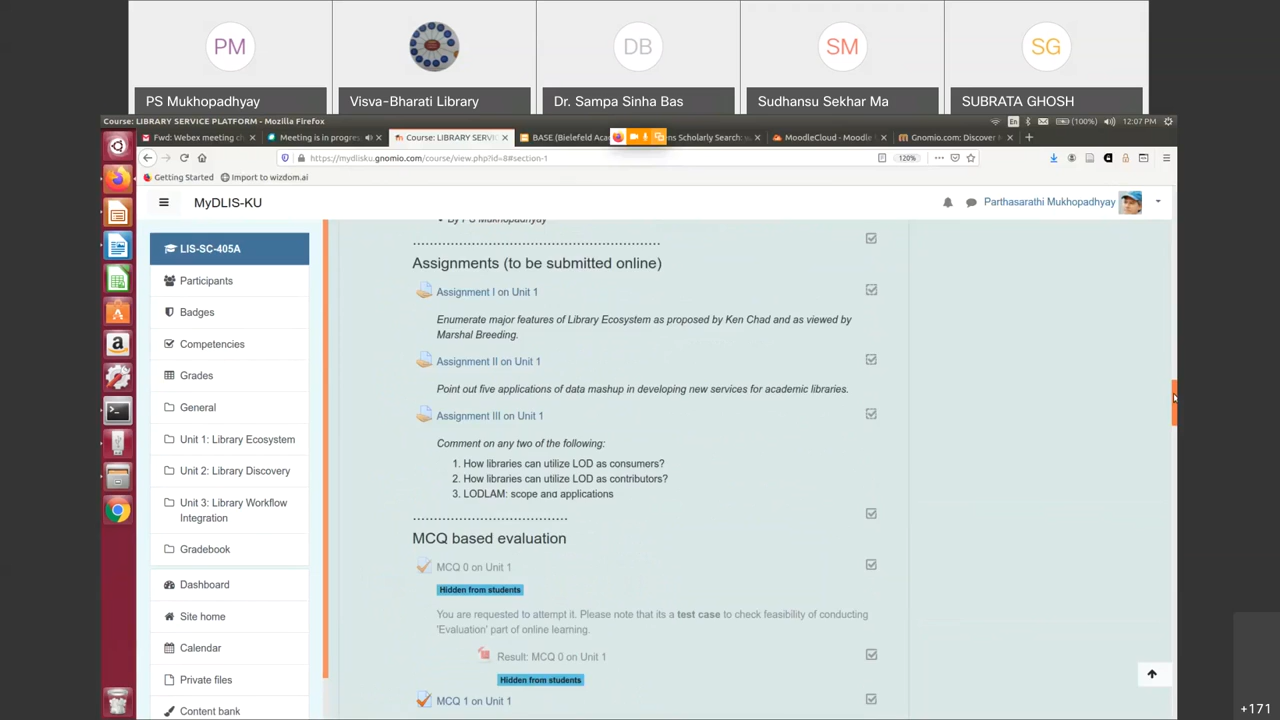 PM
DB
SM
SG
PS Mukhopadhyay
Visva-Bharati Library
Dr. Sampa Sinha Bas
Sudhansu Sekhar Ma
SUBRATA GHOSH
Course: LIBRARY SERVICE PLATFORM - Mozilla Firefox
En
(100%)
12:07 PM
Fwd: Webex meeting ch
Meeting is in progres
Course: LIBRARY SERVI
BASE (Bielefeld Aca
ns Scholarly Search: su
MoodleCloud - Moodle
Gnomio.com: Discover M
https://mydlisku.gnomio.com/course/view.php?id=8#section-1
120%
Getting Started
Import to wizdom.ai
MyDLIS-KU
Parthasarathi Mukhopadhyay
LIS-SC-405A
Participants
Badges
Competencies
Grades
General
Unit 1: Library Ecosystem
Unit 2: Library Discovery
Unit 3: Library Workflow
Integration
Gradebook
Dashboard
Site home
Calendar
Private files
Content bank
By PS Mukhopadhyay
Assignments (to be submitted online)
Assignment I on Unit 1
Enumerate major features of Library Ecosystem as proposed by Ken Chad and as viewed by
Marshal Breeding.
Assignment II on Unit 1
Point out five applications of data mashup in developing new services for academic libraries.
Assignment III on Unit 1
Comment on any two of the following:
1. How libraries can utilize LOD as consumers?
2. How libraries can utilize LOD as contributors?
3. LODLAM: scope and applications
MCQ based evaluation
MCQ 0 on Unit 1
Hidden from students
You are requested to attempt it. Please note that its a test case to check feasibility of conducting
'Evaluation' part of online learning.
Result: MCQ 0 on Unit 1
Hidden from students
MCQ 1 on Unit 1
+171